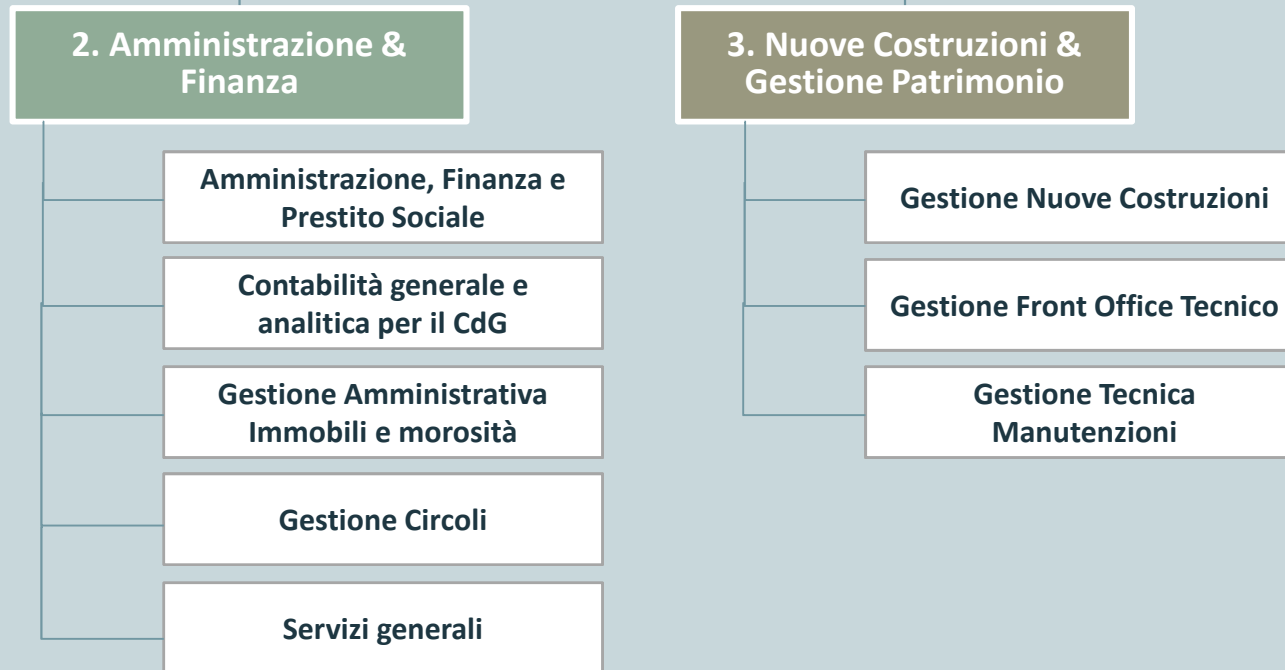 2. Amministrazione &
Finanza
Amministrazione, Finanza e
Prestito Sociale
Contabilità generale e
analitica per il CdG
Gestione Amministrativa
Immobili e morosità
Gestione Circoli
Servizi generali
3. Nuove Costruzioni &
Gestione Patrimonio
Gestione Nuove Costruzioni
Gestione Front Office Tecnico
Gestione Tecnica
Manutenzioni